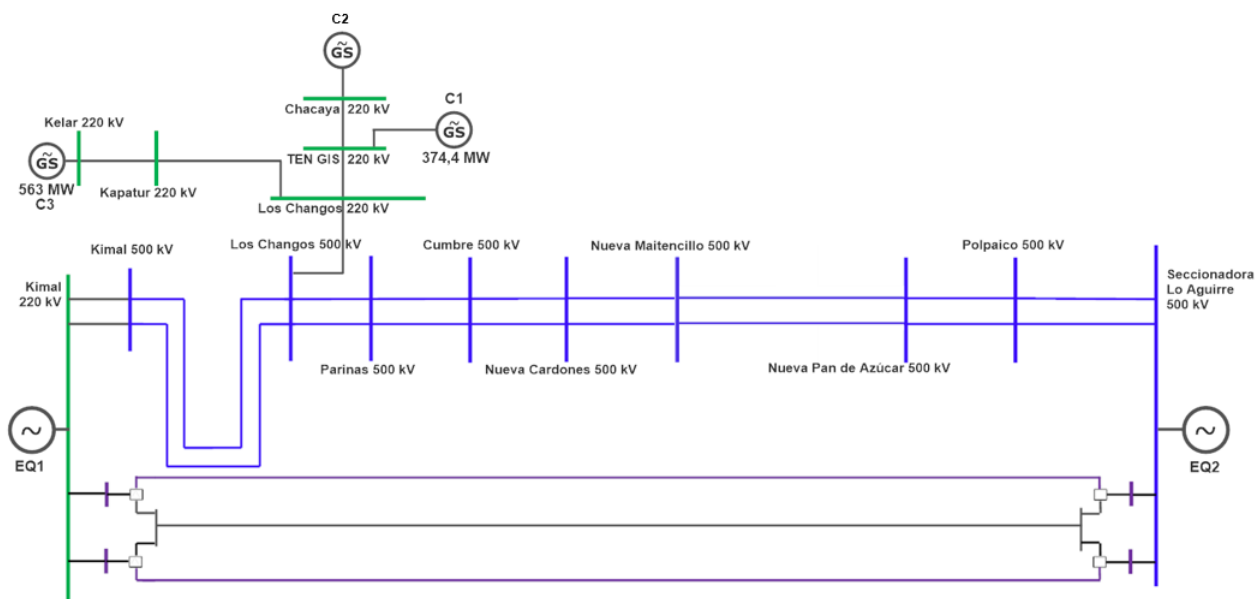 C2
~
GS
Chacaya 220 kV
C1
~
GS
374,4 MW
Kelar 220 kV
~
GS
563 MW
C3
Kapatur 220 kV
TEN GIS 220 kV
Los Changos 220 kV
Kimal 500 kV
Los Changos 500 kV
Cumbre 500 kV
Nueva Maitencillo 500 kV
Polpaico 500 kV
Kimal
220 kV
Seccionadora
Lo Aguirre
500 kV
Parinas 500 kV
Nueva Cardones 500 kV
Nueva Pan de Azúcar 500 kV
~
EQ1
~
EQ2